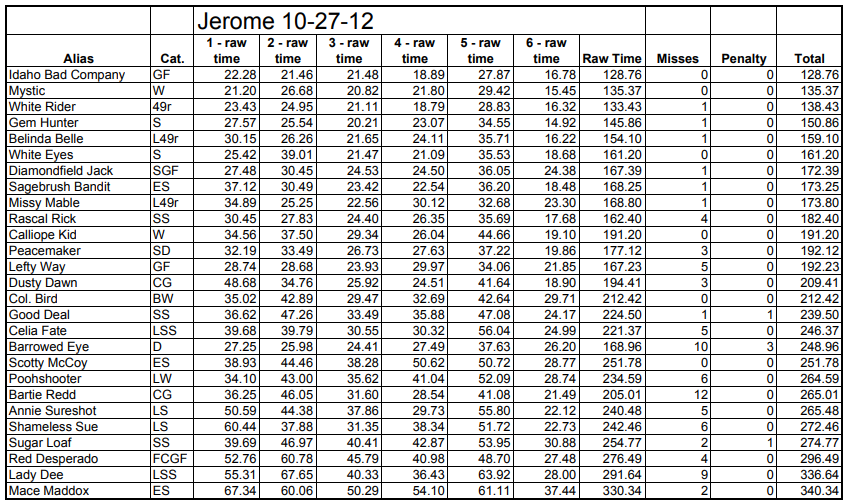 Jerome 10-27-12
Alias Cat. 1 - raw time 2 - raw time 3 - raw time 4 - raw time 5 - raw time 6 - raw time Raw Time Misses Penalty Total
Idaho Bad Company GF 22.28 21.46 21.48 18.89 27.87 16.78 128.76 0 0 128.76
Mystic W 21.20 26.68 20.82 21.80 29.42 15.45 135.37 0 0 135.37
White Rider 49r 23.43 24.95 21.11 18.79 28.83 16.32 133.43 1 0 138.43
Gem Hunter S 27.57 25.54 20.21 23.07 34.55 14.92 145.86 1 0 150.86
Belinda Belle L49r 30.15 26.26 21.65 24.11 35.71 16.22 154.10 1 0 159.10
White Eyes S 25.42 39.01 21.47 21.09 35.53 18.68 161.20 0 0 161.20
Diamondfield Jack SGF 27.48 30.45 24.53 24.50 36.05 24.38 167.39 1 0 172.39
Sagebrush Bandit ES 37.12 30.49 23.42 22.54 36.20 18.48 168.25 1 0 173.25
Missy Mable L49r 34.89 25.25 22.56 30.12 32.68 23.30 168.80 1 0 173.80
Rascal Rick SS 30.45 27.83 24.40 26.35 35.69 17.68 162.40 4 0 182.40
Calliope Kid W 34.56 37.50 29.34 26.04 44.66 19.10 191.20 0 0 191.20
Peacemaker SD 32.19 33.49 26.73 27.63 37.22 19.86 177.12 3 0 192.12
Lefty Way GF 28.74 28.68 23.93 29.97 34.06 21.85 167.23 5 0 192.23
Dusty Dawn CG 48.68 34.76 25.92 24.51 41.64 18.90 194.41 3 0 209.41
Col. Bird BW 35.02 42.89 29.47 32.69 42.64 29.71 212.42 0 0 212.42
Good Deal SS 36.62 47.26 33.49 35.88 47.08 24.17 224.50 1 1 239.50
Celia Fate LSS 39.68 39.79 30.55 30.32 56.04 24.99 221.37 5 0 246.37
Barrowed Eye D 27.25 25.98 24.41 27.49 37.63 26.20 168.96 10 3 248.96
Scotty McCoy ES 38.93 44.46 38.28 50.62 50.72 28.77 251.78 0 0 251.78
Poohshooter LW 34.10 43.00 35.62 41.04 52.09 28.74 234.59 6 0 264.59
Bartie Redd CG 36.25 46.05 31.60 28.54 41.08 21.49 205.01 12 0 265.01
Annie Sureshot LS 50.59 44.38 37.86 29.73 55.80 22.12 240.48 5 0 265.48
Shameless Sue LS 60.44 37.88 31.35 38.34 51.72 22.73 242.46 6 0 272.46
Sugar Loaf SS 39.69 46.97 40.41 42.87 53.95 30.88 254.77 2 1 274.77
Red Desperado FCGF 52.76 60.78 45.79 40.98 48.70 27.48 276.49 4 0 296.49
Lady Dee LSS 55.31 67.65 40.33 36.43 63.92 28.00 291.64 9 0 336.64
Mace Maddox ES 67.34 60.06 50.29 54.10 61.11 37.44 330.34 2 0 340.34